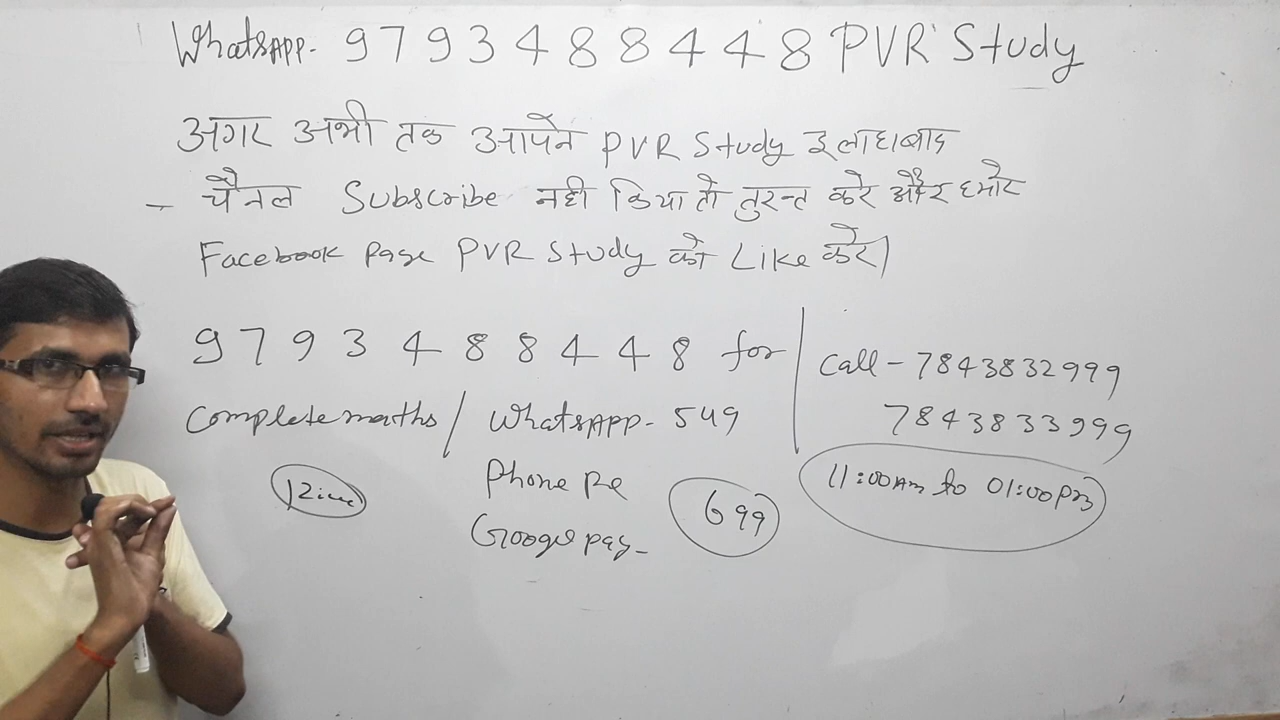 WhatsApp- 9793488448 PVR Study
अगर अभी तक आपने PVR Study इलाहाबाद
- चैनल Subscribe नही किया तो तुरन्त करे और हमारे
Facebook Page PVR Study को Like करे।
9793488448 for
Complete maths / WhatsApp- 549
Phone Pe
Google pay-
699
Call - 7843832999
7843833999
11:00AM to 01:00PM